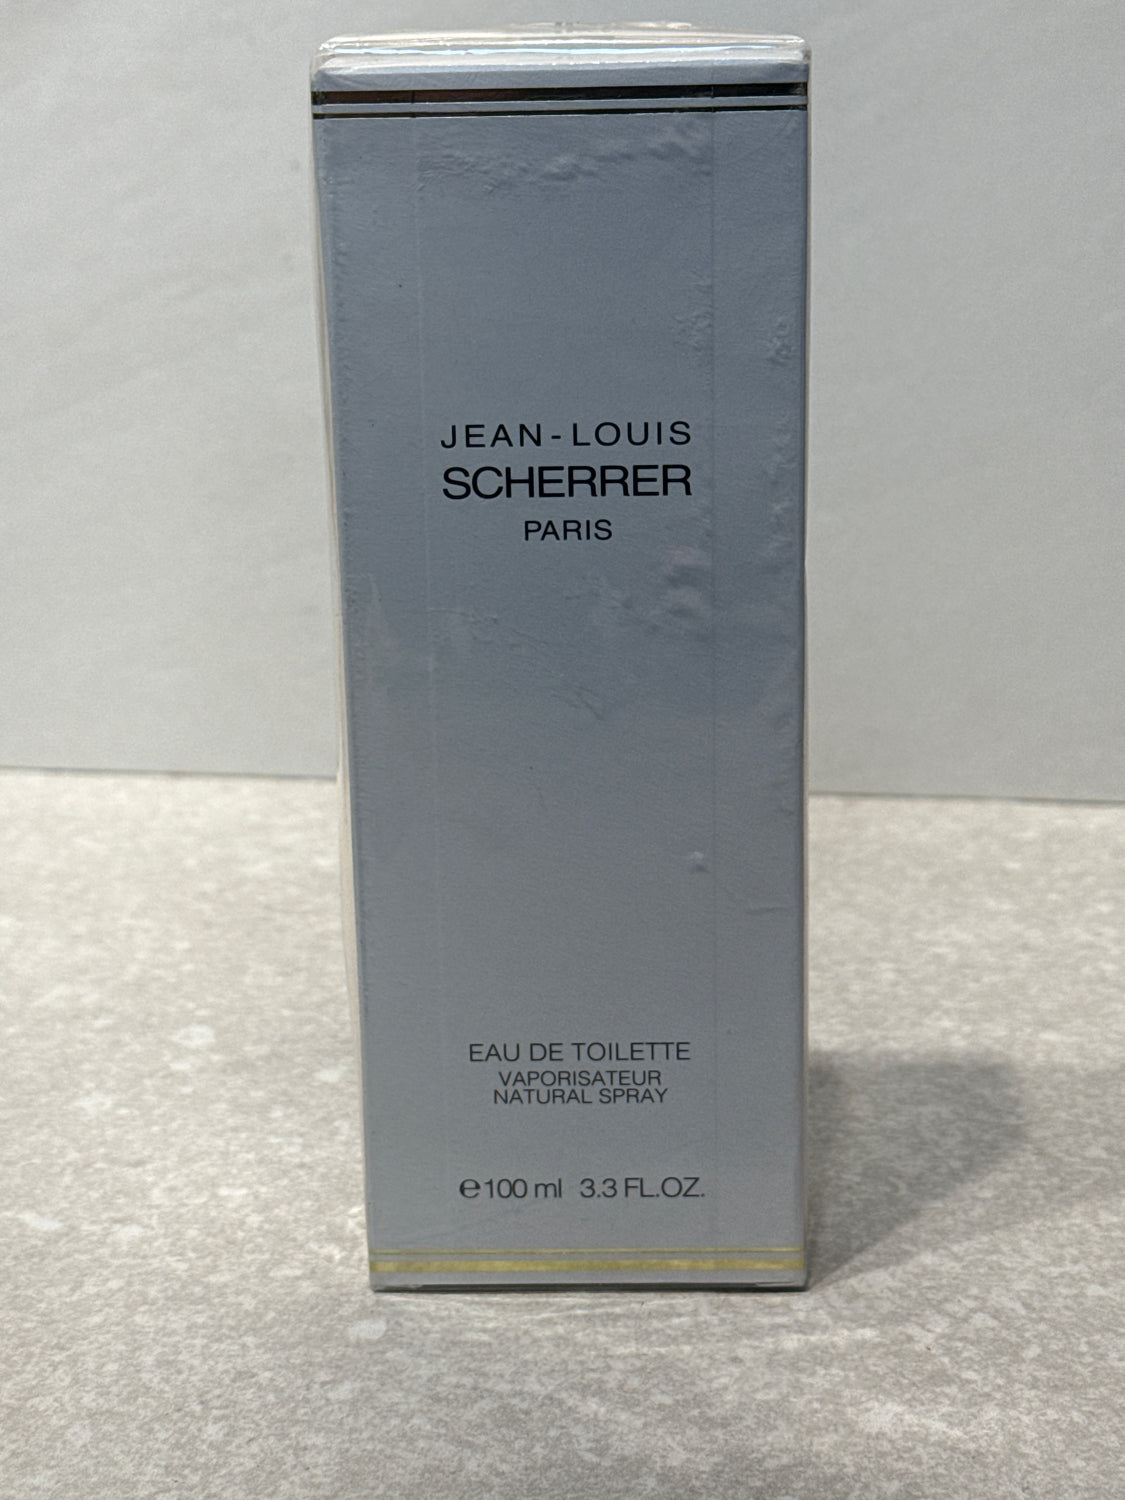 JEAN-LOUIS
SCHERRER
PARIS
EAU DE TOILETTE
VAPORISATEUR
NATURAL SPRAY
℮100 ml 3.3 FL.OZ.